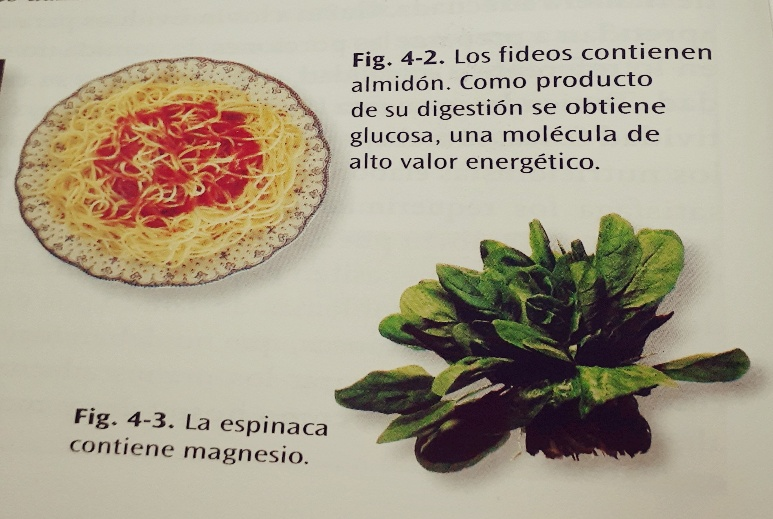 Fig. 4-2. Los fideos contienen
almidón. Como producto
de su digestión se obtiene
glucosa, una molécula de
alto valor energético.
Fig. 4-3. La espinaca
contiene magnesio.